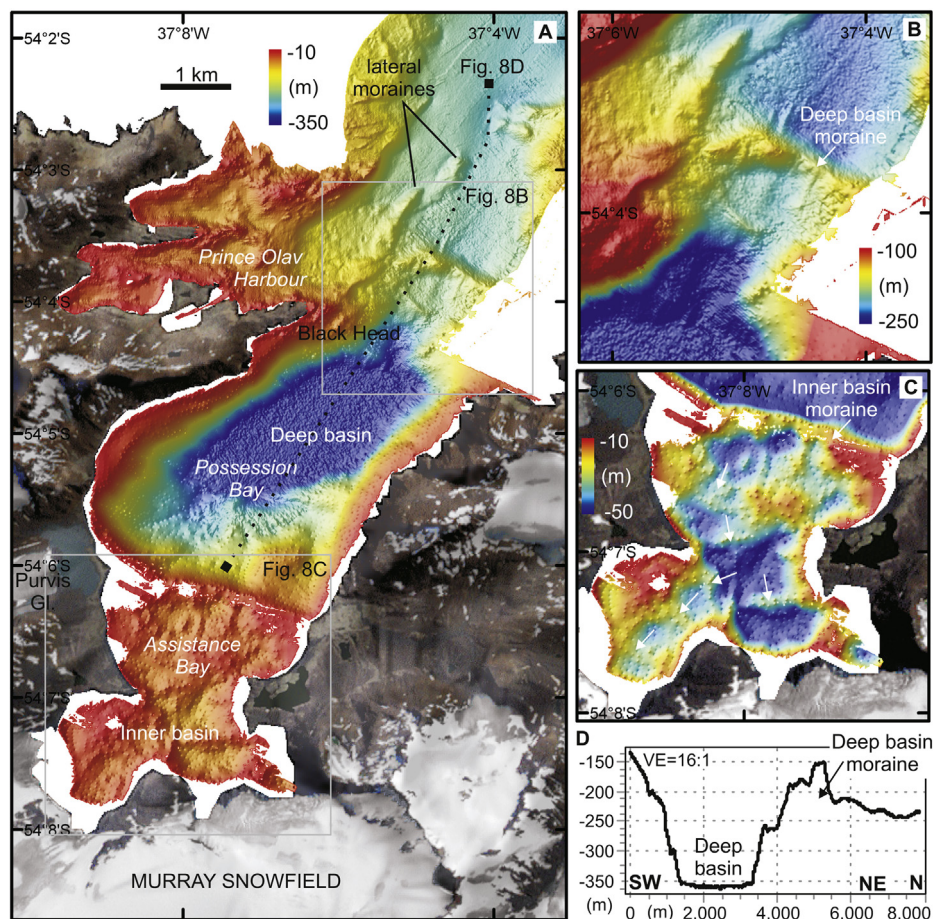 37°8'W
37°4'W
A
54°2'S
-10
(m)
-350
1 km
lateral
moraines
Fig. 8D
54°3'S
Fig. 8B
Prince Olav
Harbour
54°4'S
Black Head
Deep basin
54°5'S
Possession
Bay
54°6'S
Fig. 8C
Purvis
Gl.
Assistance
Bay
54°7'S
Inner basin
54°8'S
MURRAY SNOWFIELD
37°6'W
37°4'W
B
Deep basin
moraine
54°4'S
-100
(m)
-250
C
54°6'S
37°8'W
Inner basin
moraine
-10
(m)
-50
54°7'S
54°8'S
D
-150
-200
-250
-300
-350
(m)
VE=16:1
Deep basin
moraine
Deep
basin
SW
NE
N
0
(m)
2,000
4,000
6,000
8,000